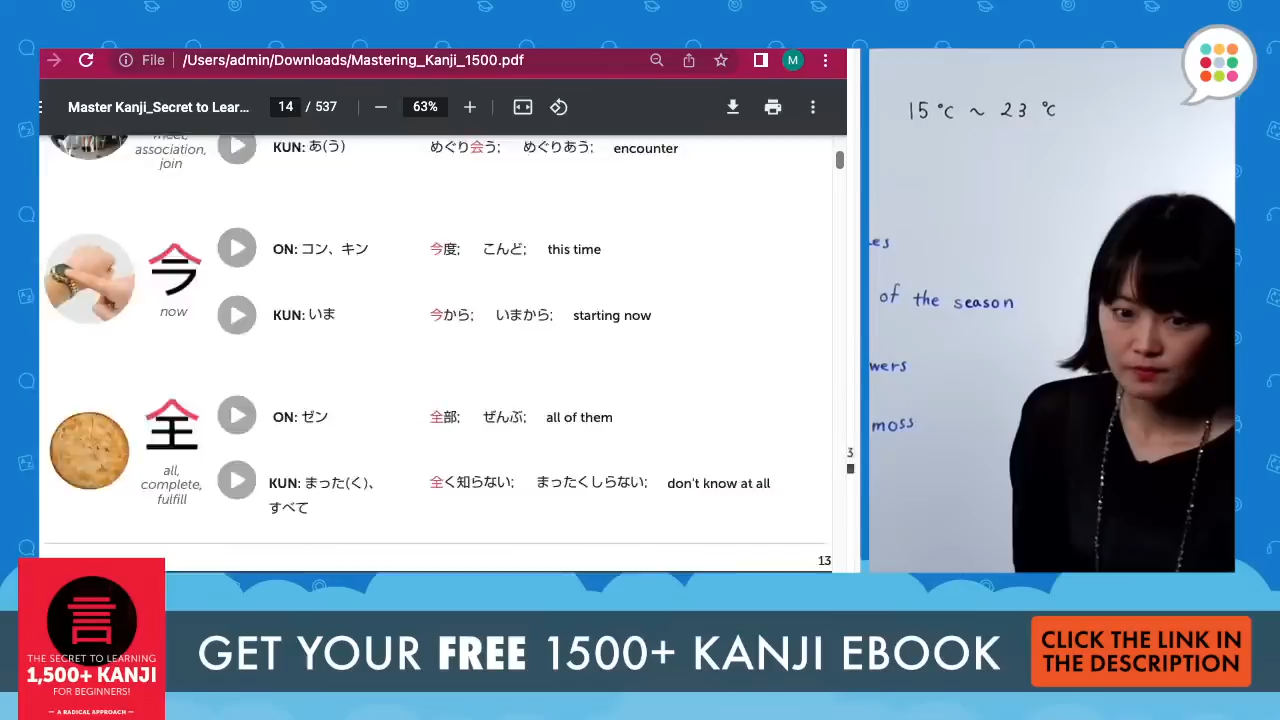 File | /Users/admin/Downloads/Mastering_Kanji_1500.pdf
M
Master Kanji_Secret to Lear...
14 / 537
63%
association,
join
KUN: あ(う)
めぐり会う; めぐりあう; encounter
今
now
ON: コン、キン
今度; こんど; this time
KUN: いま
今から; いまから; starting now
全
all,
complete,
fulfill
ON: ゼン
全部; ぜんぶ; all of them
KUN: まった(く)、
すべて
全く知らない; まったくしらない; don't know at all
13
3
15℃ ~ 23℃
es
of the season
wers
moss
言
THE SECRET TO LEARNING
1,500+ KANJI
FOR BEGINNERS!
— A RADICAL APPROACH —
GET YOUR FREE 1500+ KANJI EBOOK
CLICK THE LINK IN
THE DESCRIPTION